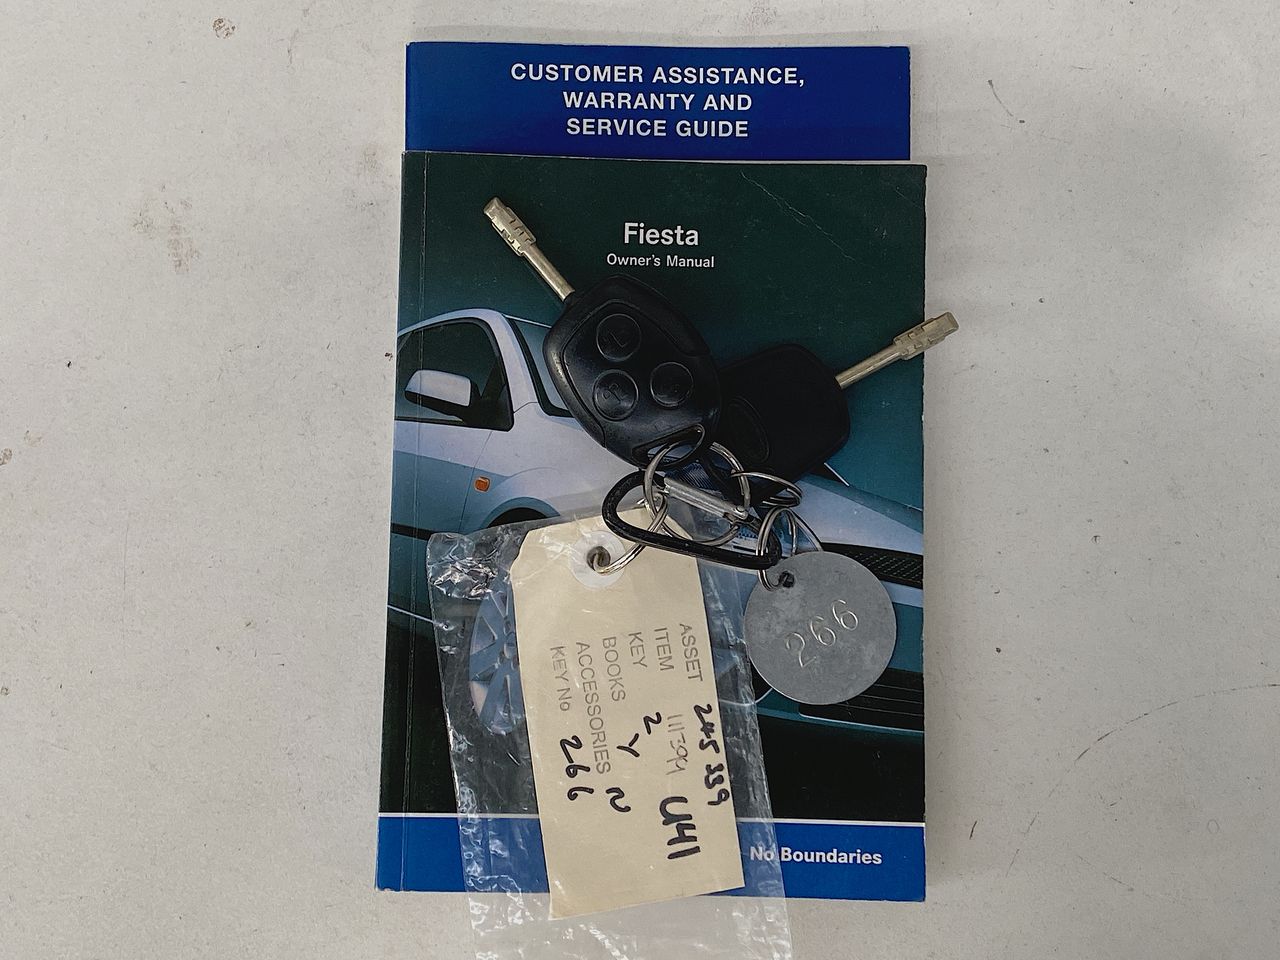 CUSTOMER ASSISTANCE,
WARRANTY AND
SERVICE GUIDE
Fiesta
Owner's Manual
266
ASSET 245 339
ITEM U41
KEY 2
BOOKS Y
ACCESSORIES N
KEY No 266
No Boundaries